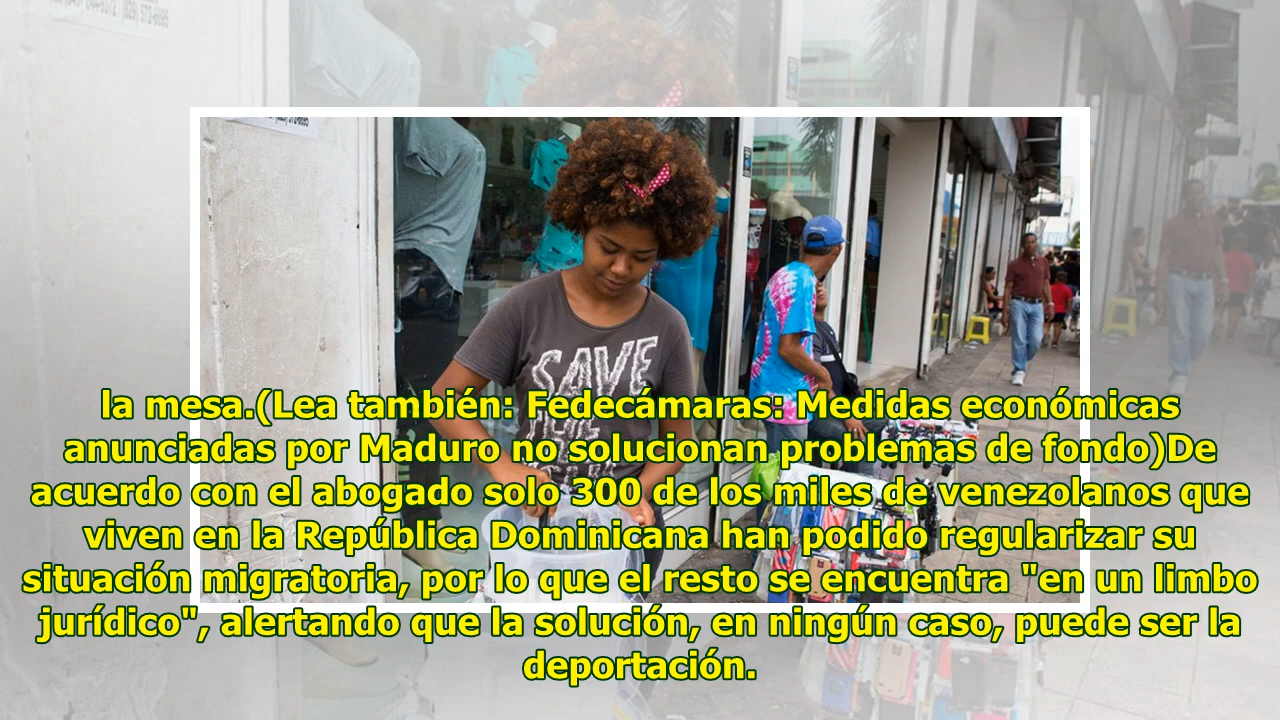 SAVE
THE
la mesa.(Lea también: Fedecámaras: Medidas económicas
anunciadas por Maduro no solucionan problemas de fondo)De
acuerdo con el abogado solo 300 de los miles de venezolanos que
viven en la República Dominicana han podido regularizar su
situación migratoria, por lo que el resto se encuentra "en un limbo
jurídico", alertando que la solución, en ningún caso, puede ser la
deportación.